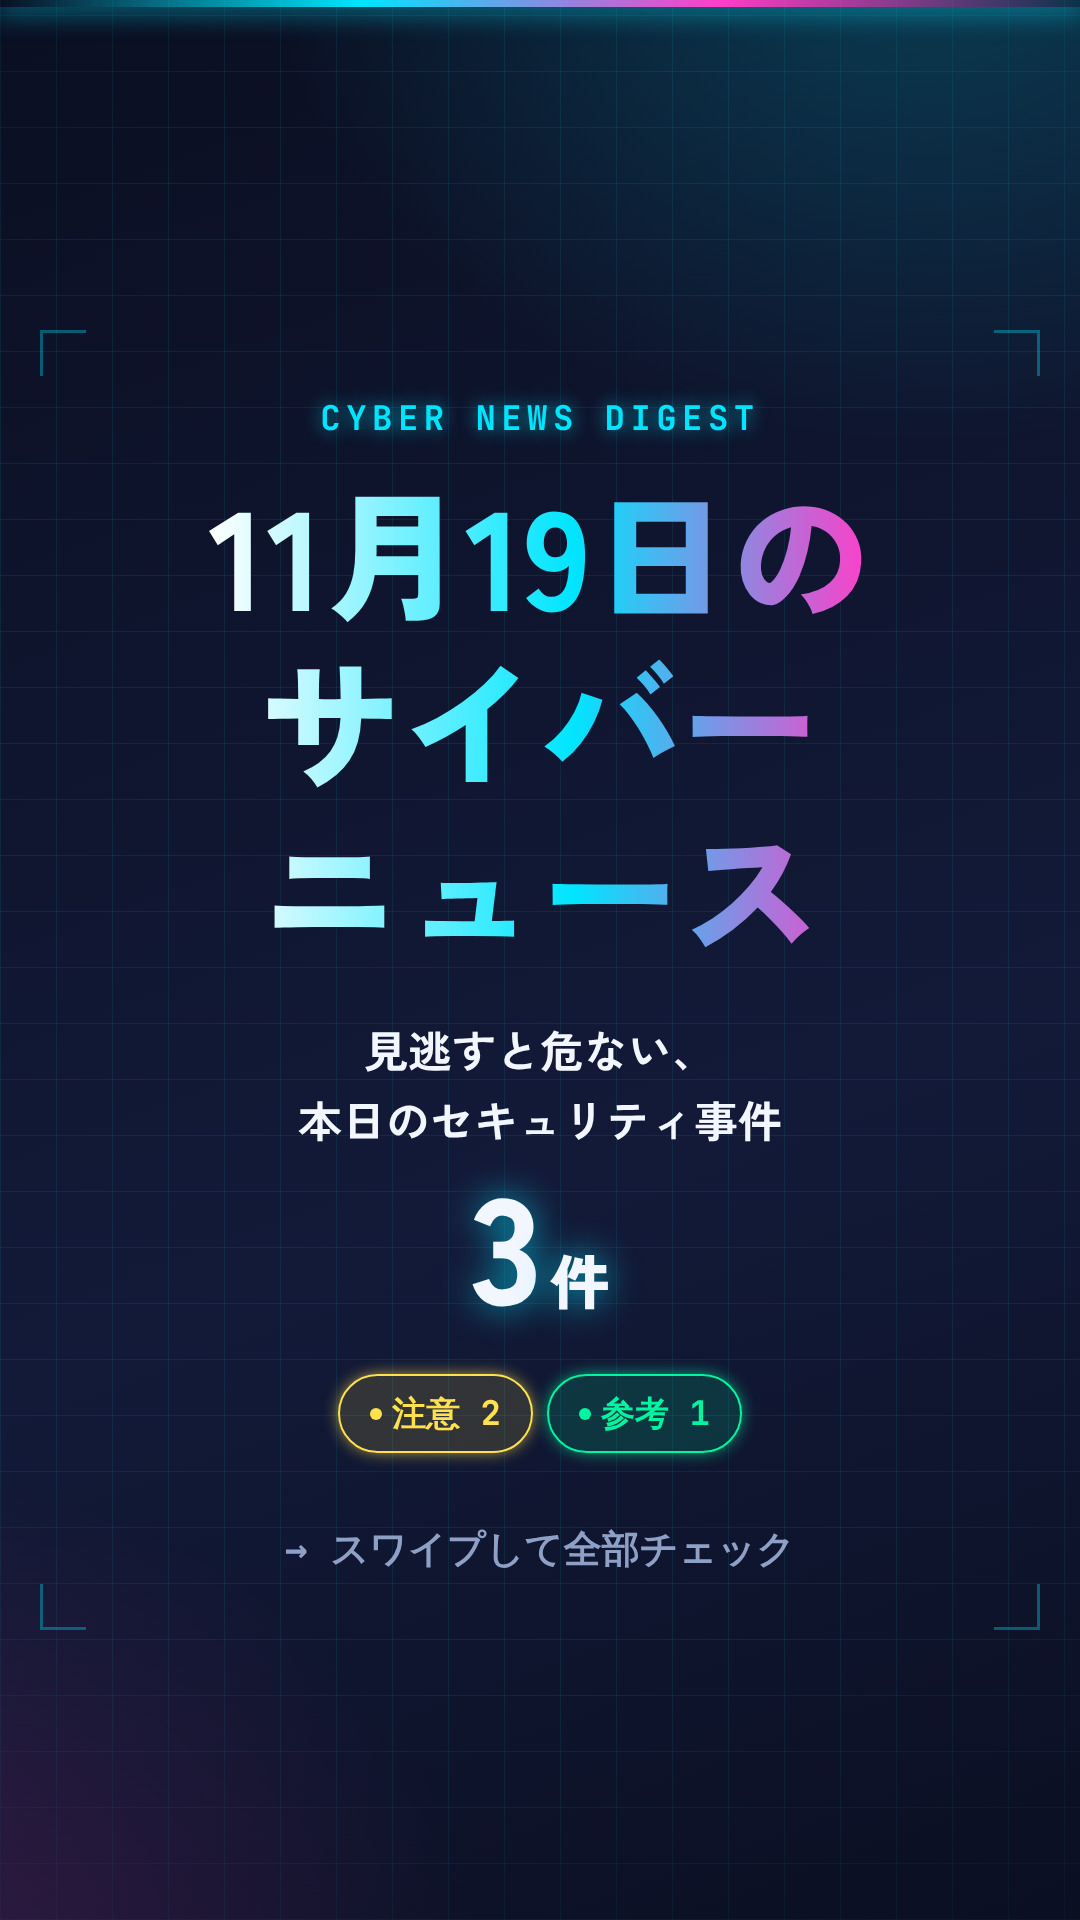 CYBER NEWS DIGEST
11月19日の
サイバー
ニュース
見逃すと危ない、
本日のセキュリティ事件
3件
注意 2 参考 1
→ スワイプして全部チェック